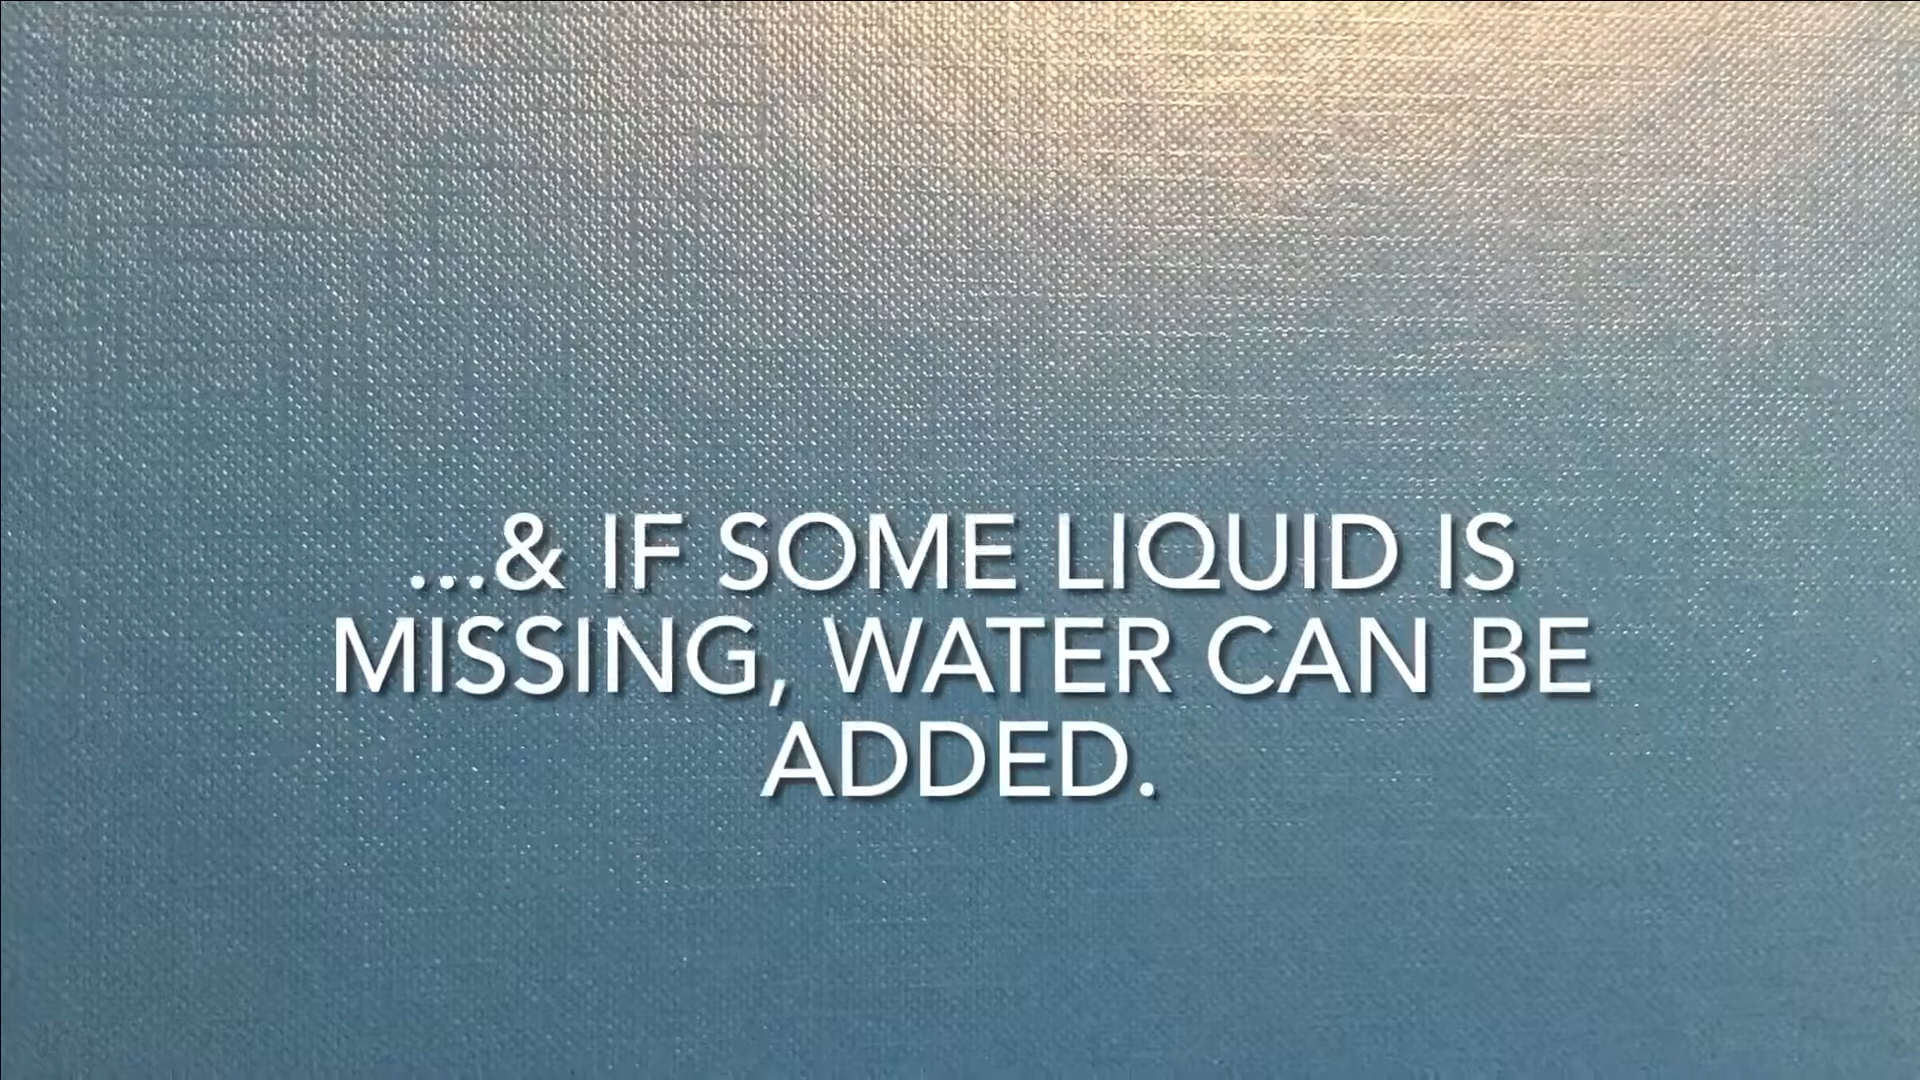 ...& IF SOME LIQUID IS
MISSING, WATER CAN BE
ADDED.